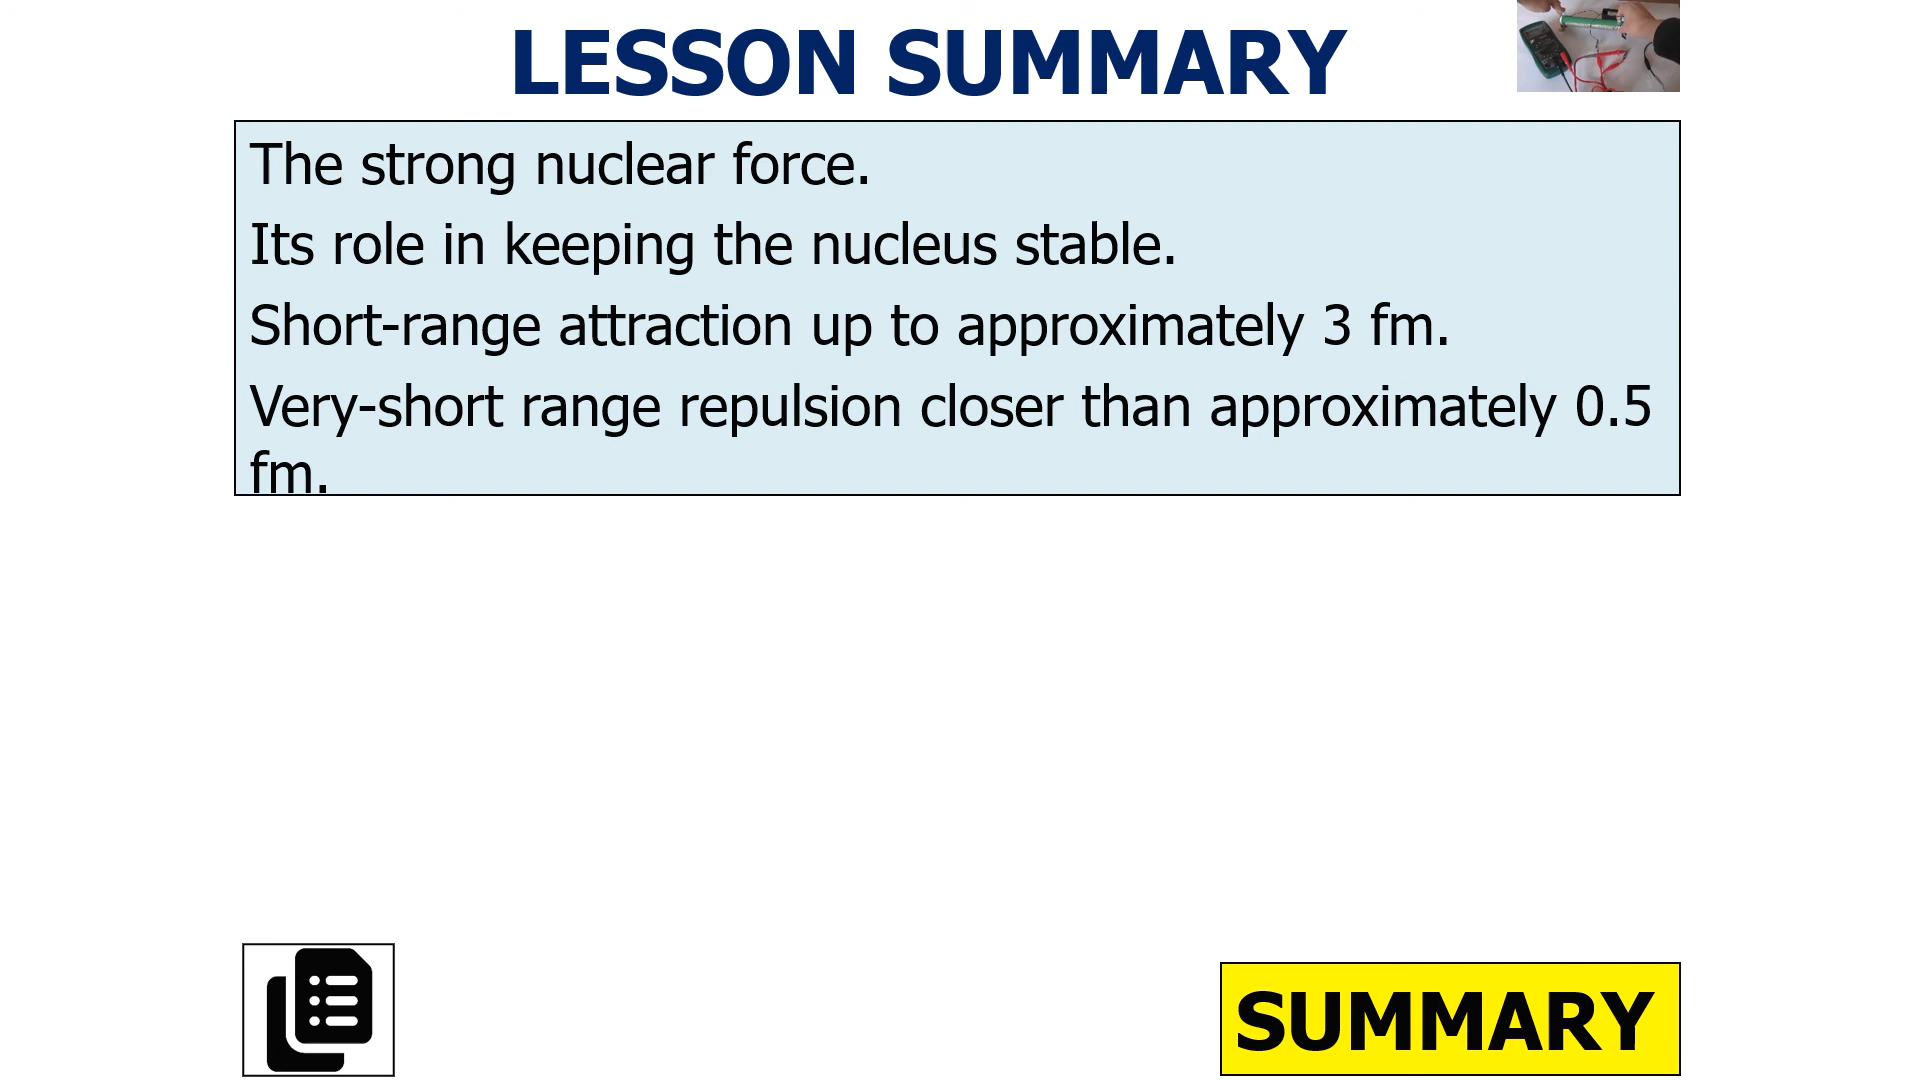 LESSON SUMMARY
The strong nuclear force.
Its role in keeping the nucleus stable.
Short-range attraction up to approximately 3 fm.
Very-short range repulsion closer than approximately 0.5
fm.
SUMMARY